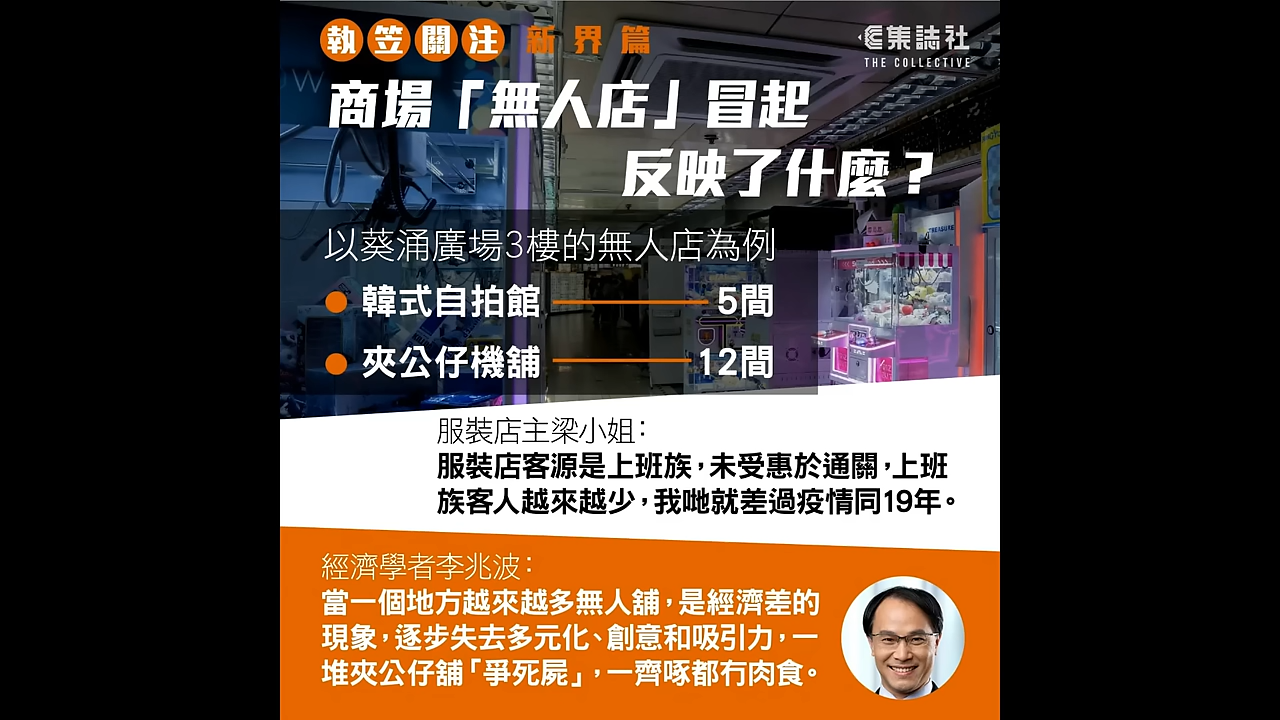 執笠關注 新界篇
集誌社
THE COLLECTIVE
商場「無人店」冒起
反映了什麼？
以葵涌廣場3樓的無人店為例
韓式自拍館 5間
夾公仔機舖 12間
服裝店主梁小姐：
服裝店客源是上班族，未受惠於通關，上班
族客人越來越少，我哋就差過疫情同19年。
經濟學者李兆波：
當一個地方越來越多無人舖，是經濟差的
現象，逐步失去多元化、創意和吸引力，一
堆夾公仔舖「爭死屍」，一齊啄都冇肉食。
TREASURE